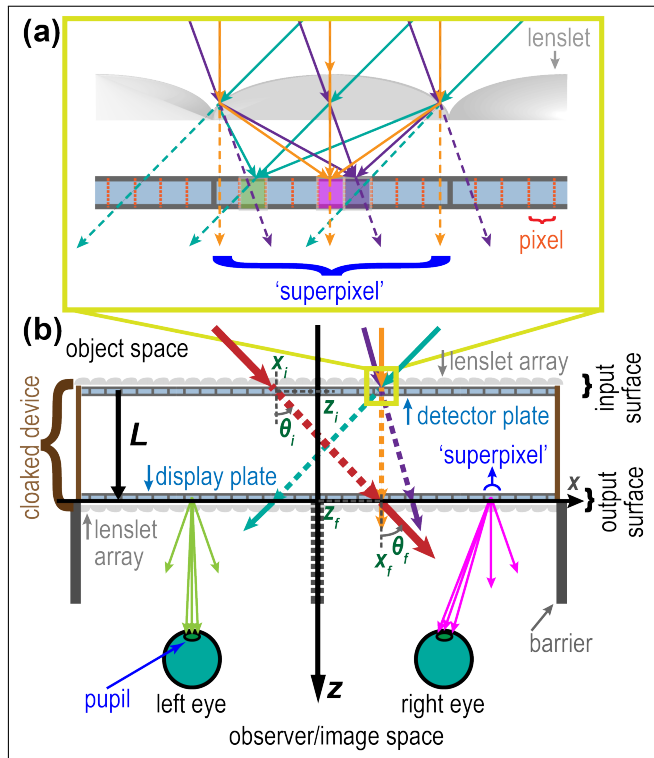 (a)
lenslet
pixel
'superpixel'
(b)
object space
x_i
lenslet array
input
surface
z_i
θ_i
detector plate
cloaked device
L
display plate
'superpixel'
x
output
surface
z_f
lenslet
array
x_f
θ_f
barrier
pupil
left eye
z
right eye
observer/image space